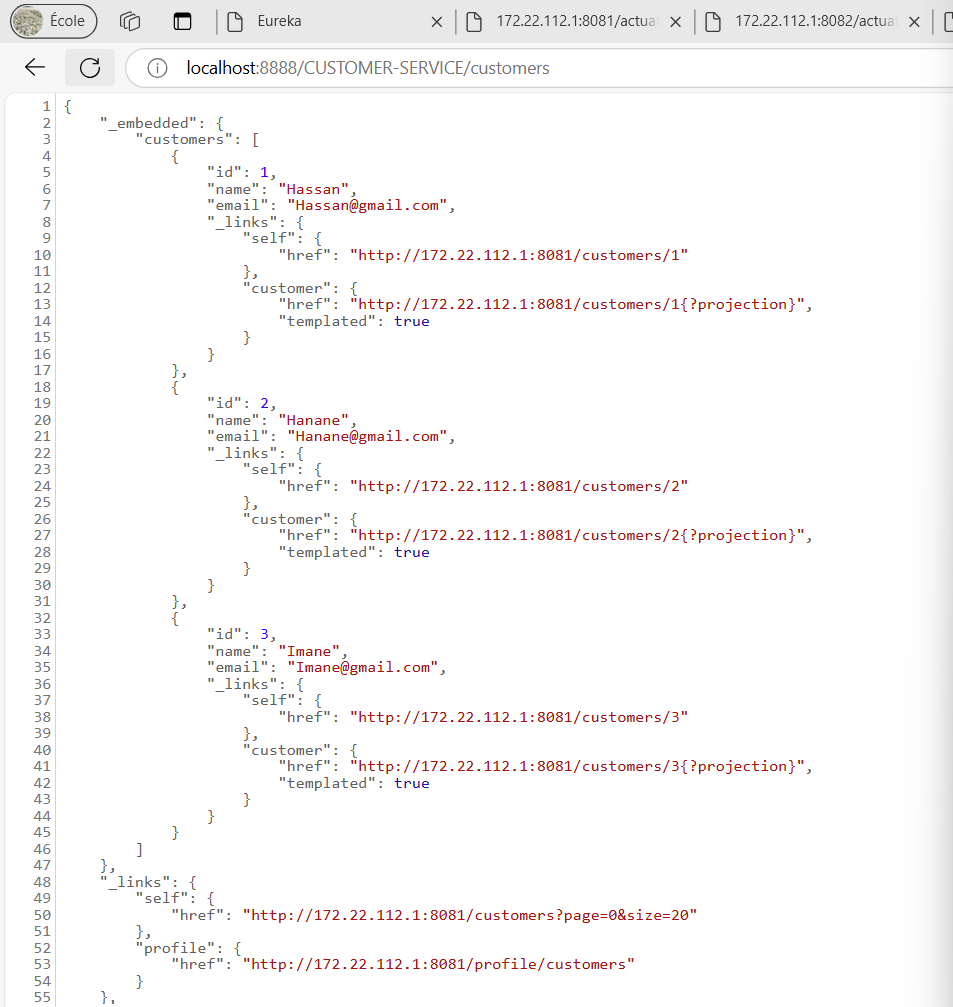 École
Eureka
172.22.112.1:8081/actua
172.22.112.1:8082/actua
localhost:8888/CUSTOMER-SERVICE/customers
1 {
2     "_embedded": {
3         "customers": [
4             {
5                 "id": 1,
6                 "name": "Hassan",
7                 "email": "Hassan@gmail.com",
8                 "_links": {
9                     "self": {
10                         "href": "http://172.22.112.1:8081/customers/1"
11                     },
12                     "customer": {
13                         "href": "http://172.22.112.1:8081/customers/1{?projection}",
14                         "templated": true
15                     }
16                 }
17             },
18             {
19                 "id": 2,
20                 "name": "Hanane",
21                 "email": "Hanane@gmail.com",
22                 "_links": {
23                     "self": {
24                         "href": "http://172.22.112.1:8081/customers/2"
25                     },
26                     "customer": {
27                         "href": "http://172.22.112.1:8081/customers/2{?projection}",
28                         "templated": true
29                     }
30                 }
31             },
32             {
33                 "id": 3,
34                 "name": "Imane",
35                 "email": "Imane@gmail.com",
36                 "_links": {
37                     "self": {
38                         "href": "http://172.22.112.1:8081/customers/3"
39                     },
40                     "customer": {
41                         "href": "http://172.22.112.1:8081/customers/3{?projection}",
42                         "templated": true
43                     }
44                 }
45             }
46         ]
47     },
48     "_links": {
49         "self": {
50             "href": "http://172.22.112.1:8081/customers?page=0&size=20"
51         },
52         "profile": {
53             "href": "http://172.22.112.1:8081/profile/customers"
54         }
55     },